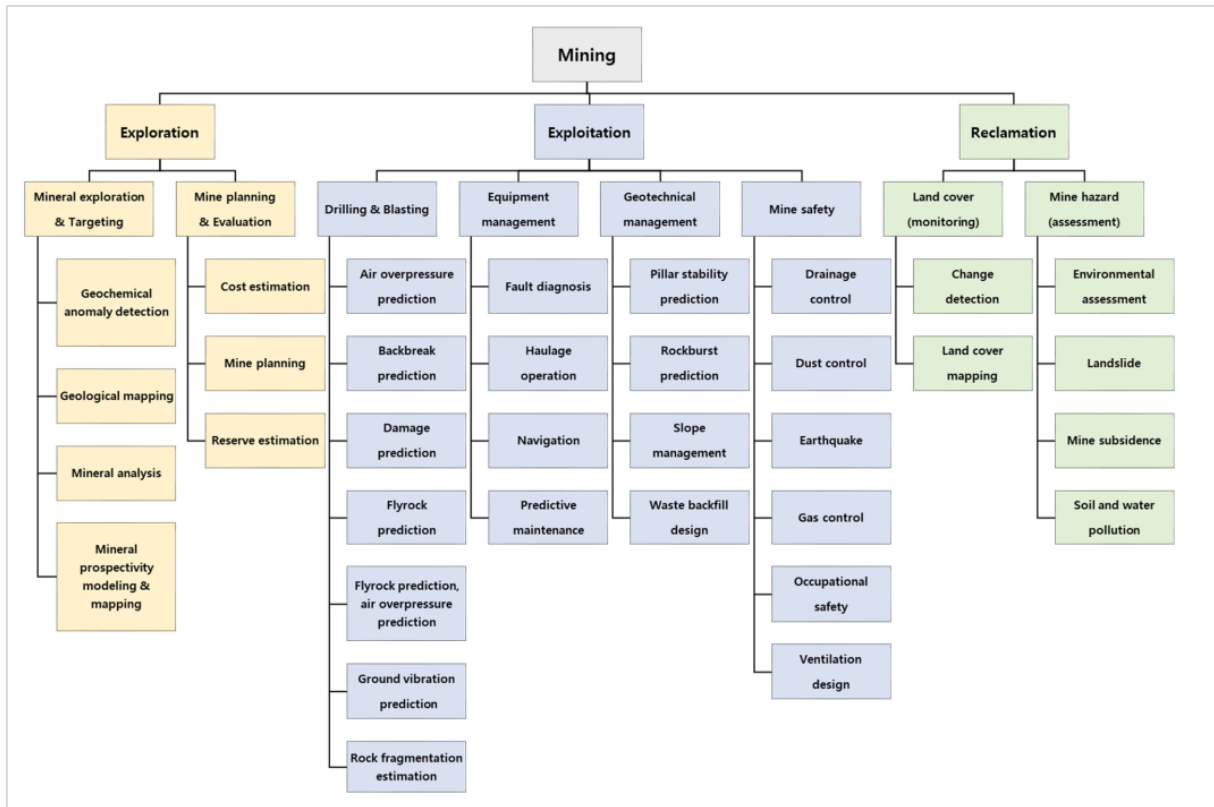 Mining
Exploration
Exploitation
Reclamation
Mineral exploration
& Targeting
Mine planning
& Evaluation
Drilling & Blasting
Equipment
management
Geotechnical
management
Mine safety
Land cover
(monitoring)
Mine hazard
(assessment)
Geochemical
anomaly detection
Geological mapping
Mineral analysis
Mineral
prospectivity
modeling &
mapping
Cost estimation
Mine planning
Reserve estimation
Air overpressure
prediction
Backbreak
prediction
Damage
prediction
Flyrock
prediction
Flyrock prediction,
air overpressure
prediction
Ground vibration
prediction
Rock fragmentation
estimation
Fault diagnosis
Haulage
operation
Navigation
Predictive
maintenance
Pillar stability
prediction
Rockburst
prediction
Slope
management
Waste backfill
design
Drainage
control
Dust control
Earthquake
Gas control
Occupational
safety
Ventilation
design
Change
detection
Land cover
mapping
Environmental
assessment
Landslide
Mine subsidence
Soil and water
pollution